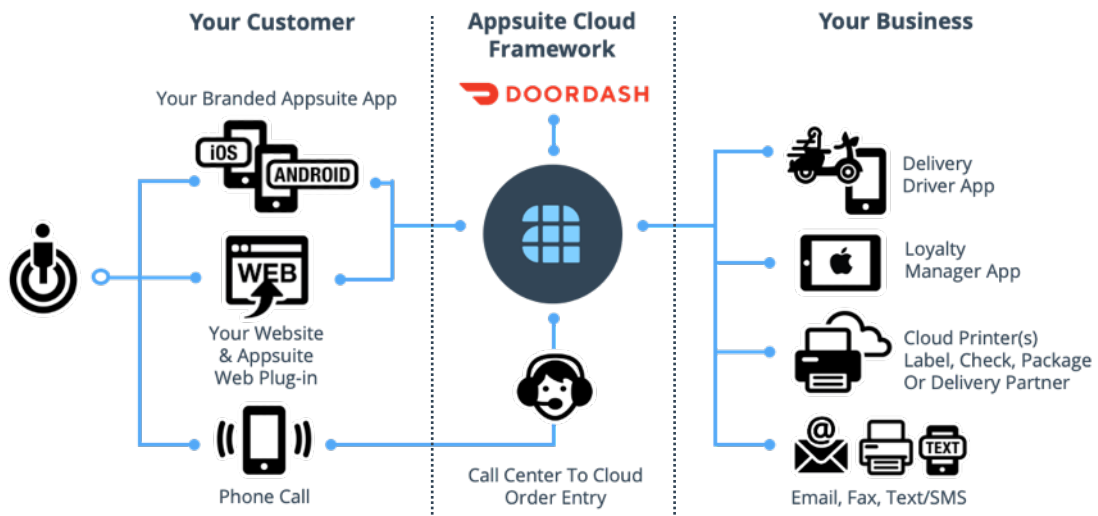 Your Customer
Your Branded Appsuite App
iOS
ANDROID
WEB
Your Website
& Appsuite
Web Plug-in
Phone Call
Appsuite Cloud
Framework
DOORDASH
Call Center To Cloud
Order Entry
Your Business
Delivery
Driver App
Loyalty
Manager App
Cloud Printer(s)
Label, Check, Package
Or Delivery Partner
@
TEXT
Email, Fax, Text/SMS